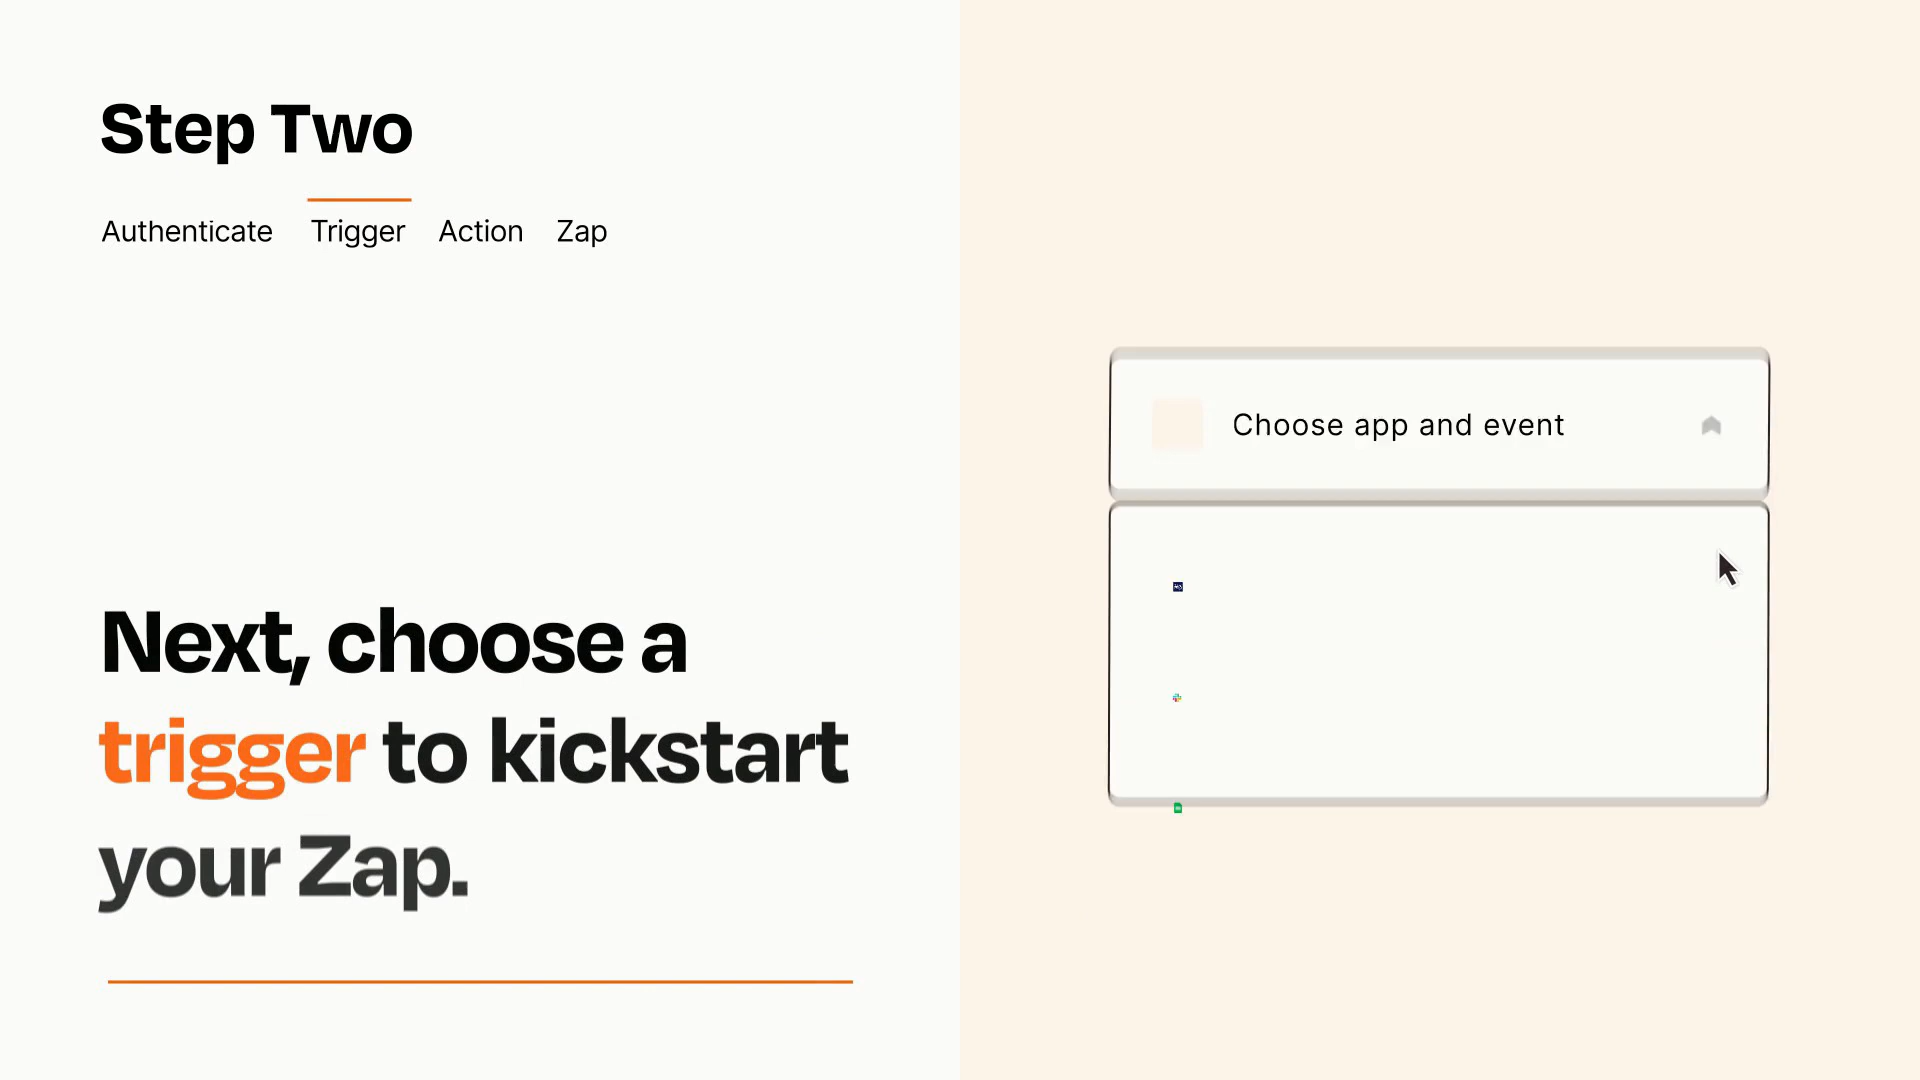 Step Two
Authenticate Trigger Action Zap
Next, choose a
trigger to kickstart
your Zap.
Choose app and event